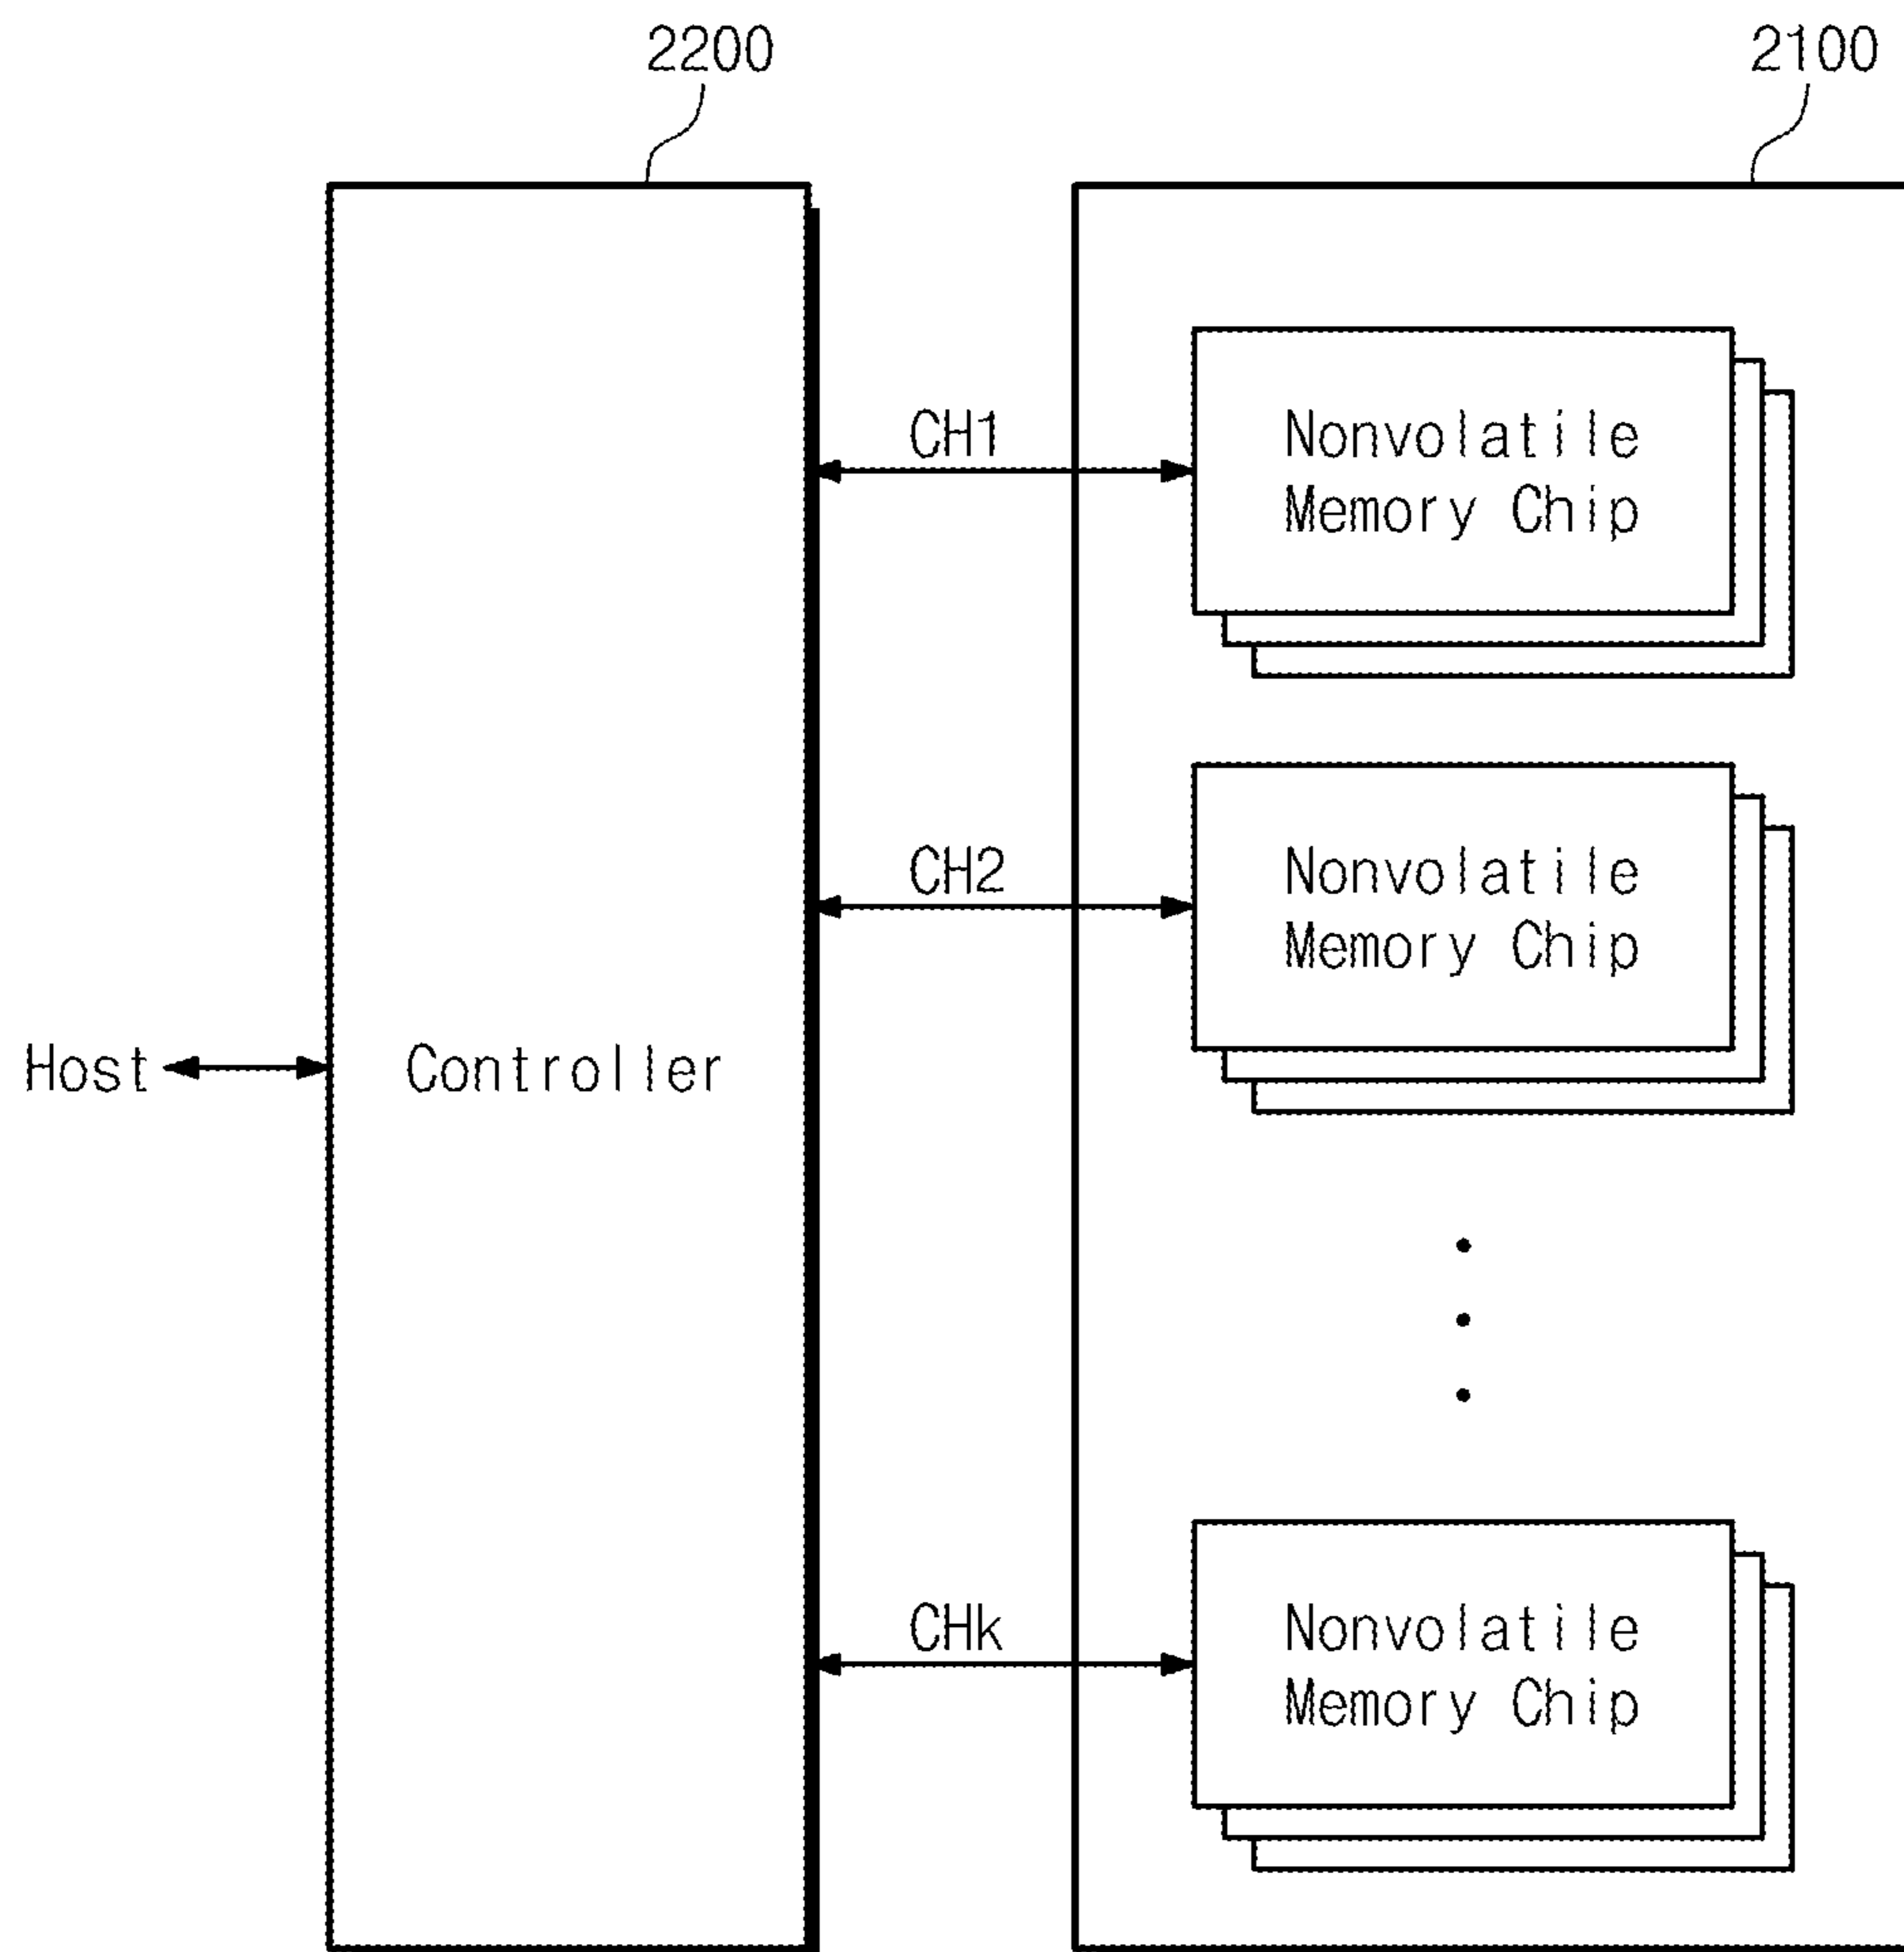 2200
2100
CH1
Nonvolatile
Memory Chip
CH2
Nonvolatile
Memory Chip
Host
Controller
CHk
Nonvolatile
Memory Chip